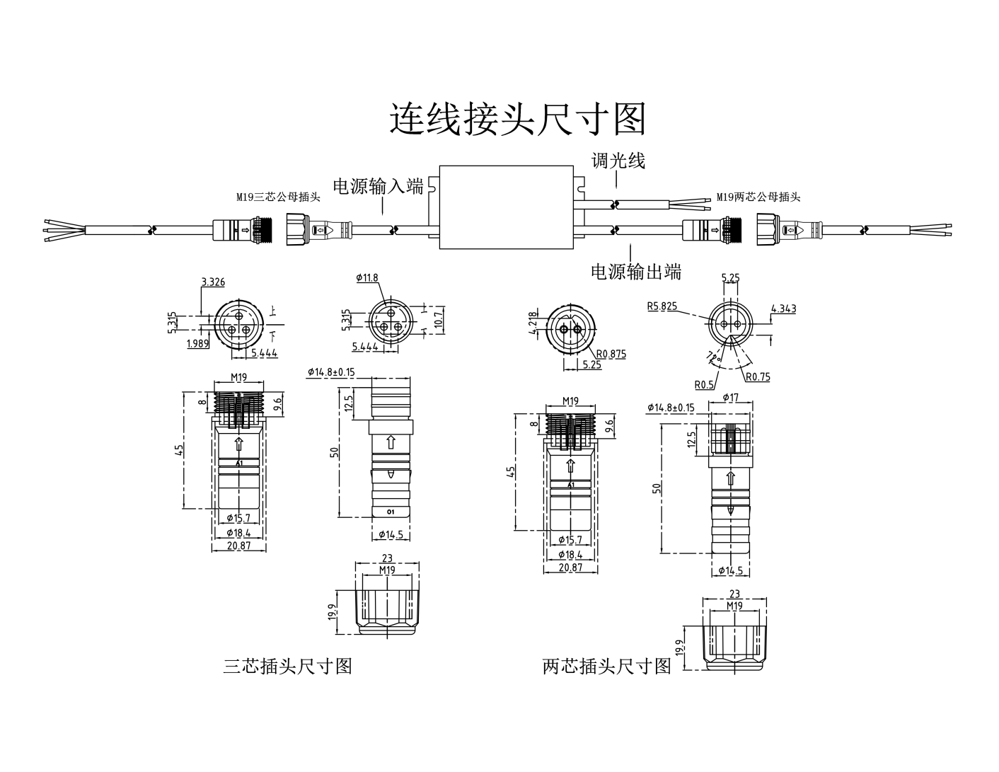 连线接头尺寸图
调光线
电源输入端
M19三芯公母插头
M19两芯公母插头
电源输出端
3.326
5.315
1.989
5.444
上
下
φ11.8
5.315
5.444
10.7
上
4.218
R0.875
5.25
5.25
R5.825
4.343
72°
R0.5
R0.75
M19
8
9.6
45
A1
φ15.7
φ18.4
20.87
φ14.8±0.15
12.5
50
01
φ14.5
M19
8
9.6
45
A1
φ15.7
φ18.4
20.87
φ17
φ14.8±0.15
12.5
50
φ14.5
23
M19
19.9
23
M19
19.9
三芯插头尺寸图
两芯插头尺寸图